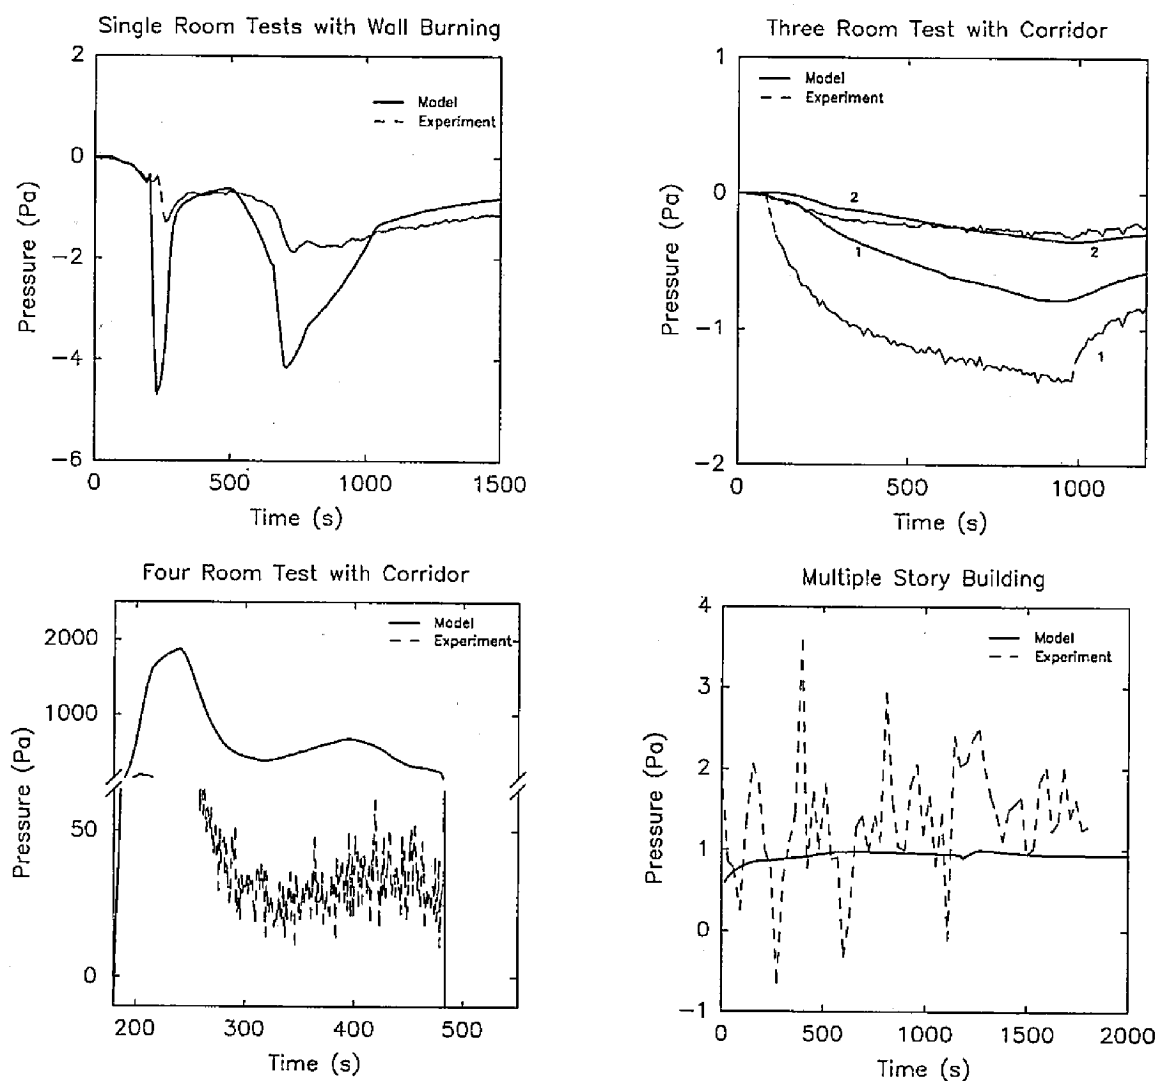 Single Room Tests with Wall Burning
2
0
−2
−4
−6
Pressure (Pa)
Model
Experiment
0
500
1000
1500
Time (s)
Three Room Test with Corridor
1
0
−1
−2
Pressure (Pa)
Model
Experiment
2
1
2
1
0
500
1000
Time (s)
Four Room Test with Corridor
2000
1000
50
0
Pressure (Pa)
Pressure (Pa)
Model
Experiment
200
300
400
500
Time (s)
Multiple Story Building
4
3
2
1
0
−1
Pressure (Pa)
Model
Experiment
0
500
1000
1500
2000
Time (s)